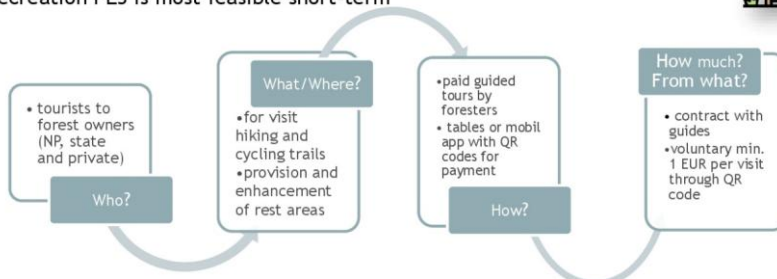 recreation PES is most feasible short-term
• tourists to
forest owners
(NP, state
and private)
Who?
What/Where?
•for visit
hiking and
cycling trails
•provision and
enhancement
of rest areas
•paid guided
tours by
foresters
• tables or mobil
app with QR
codes for
payment
How?
How much?
From what?
• contract with
guides
•voluntary min.
1 EUR per visit
through QR
code